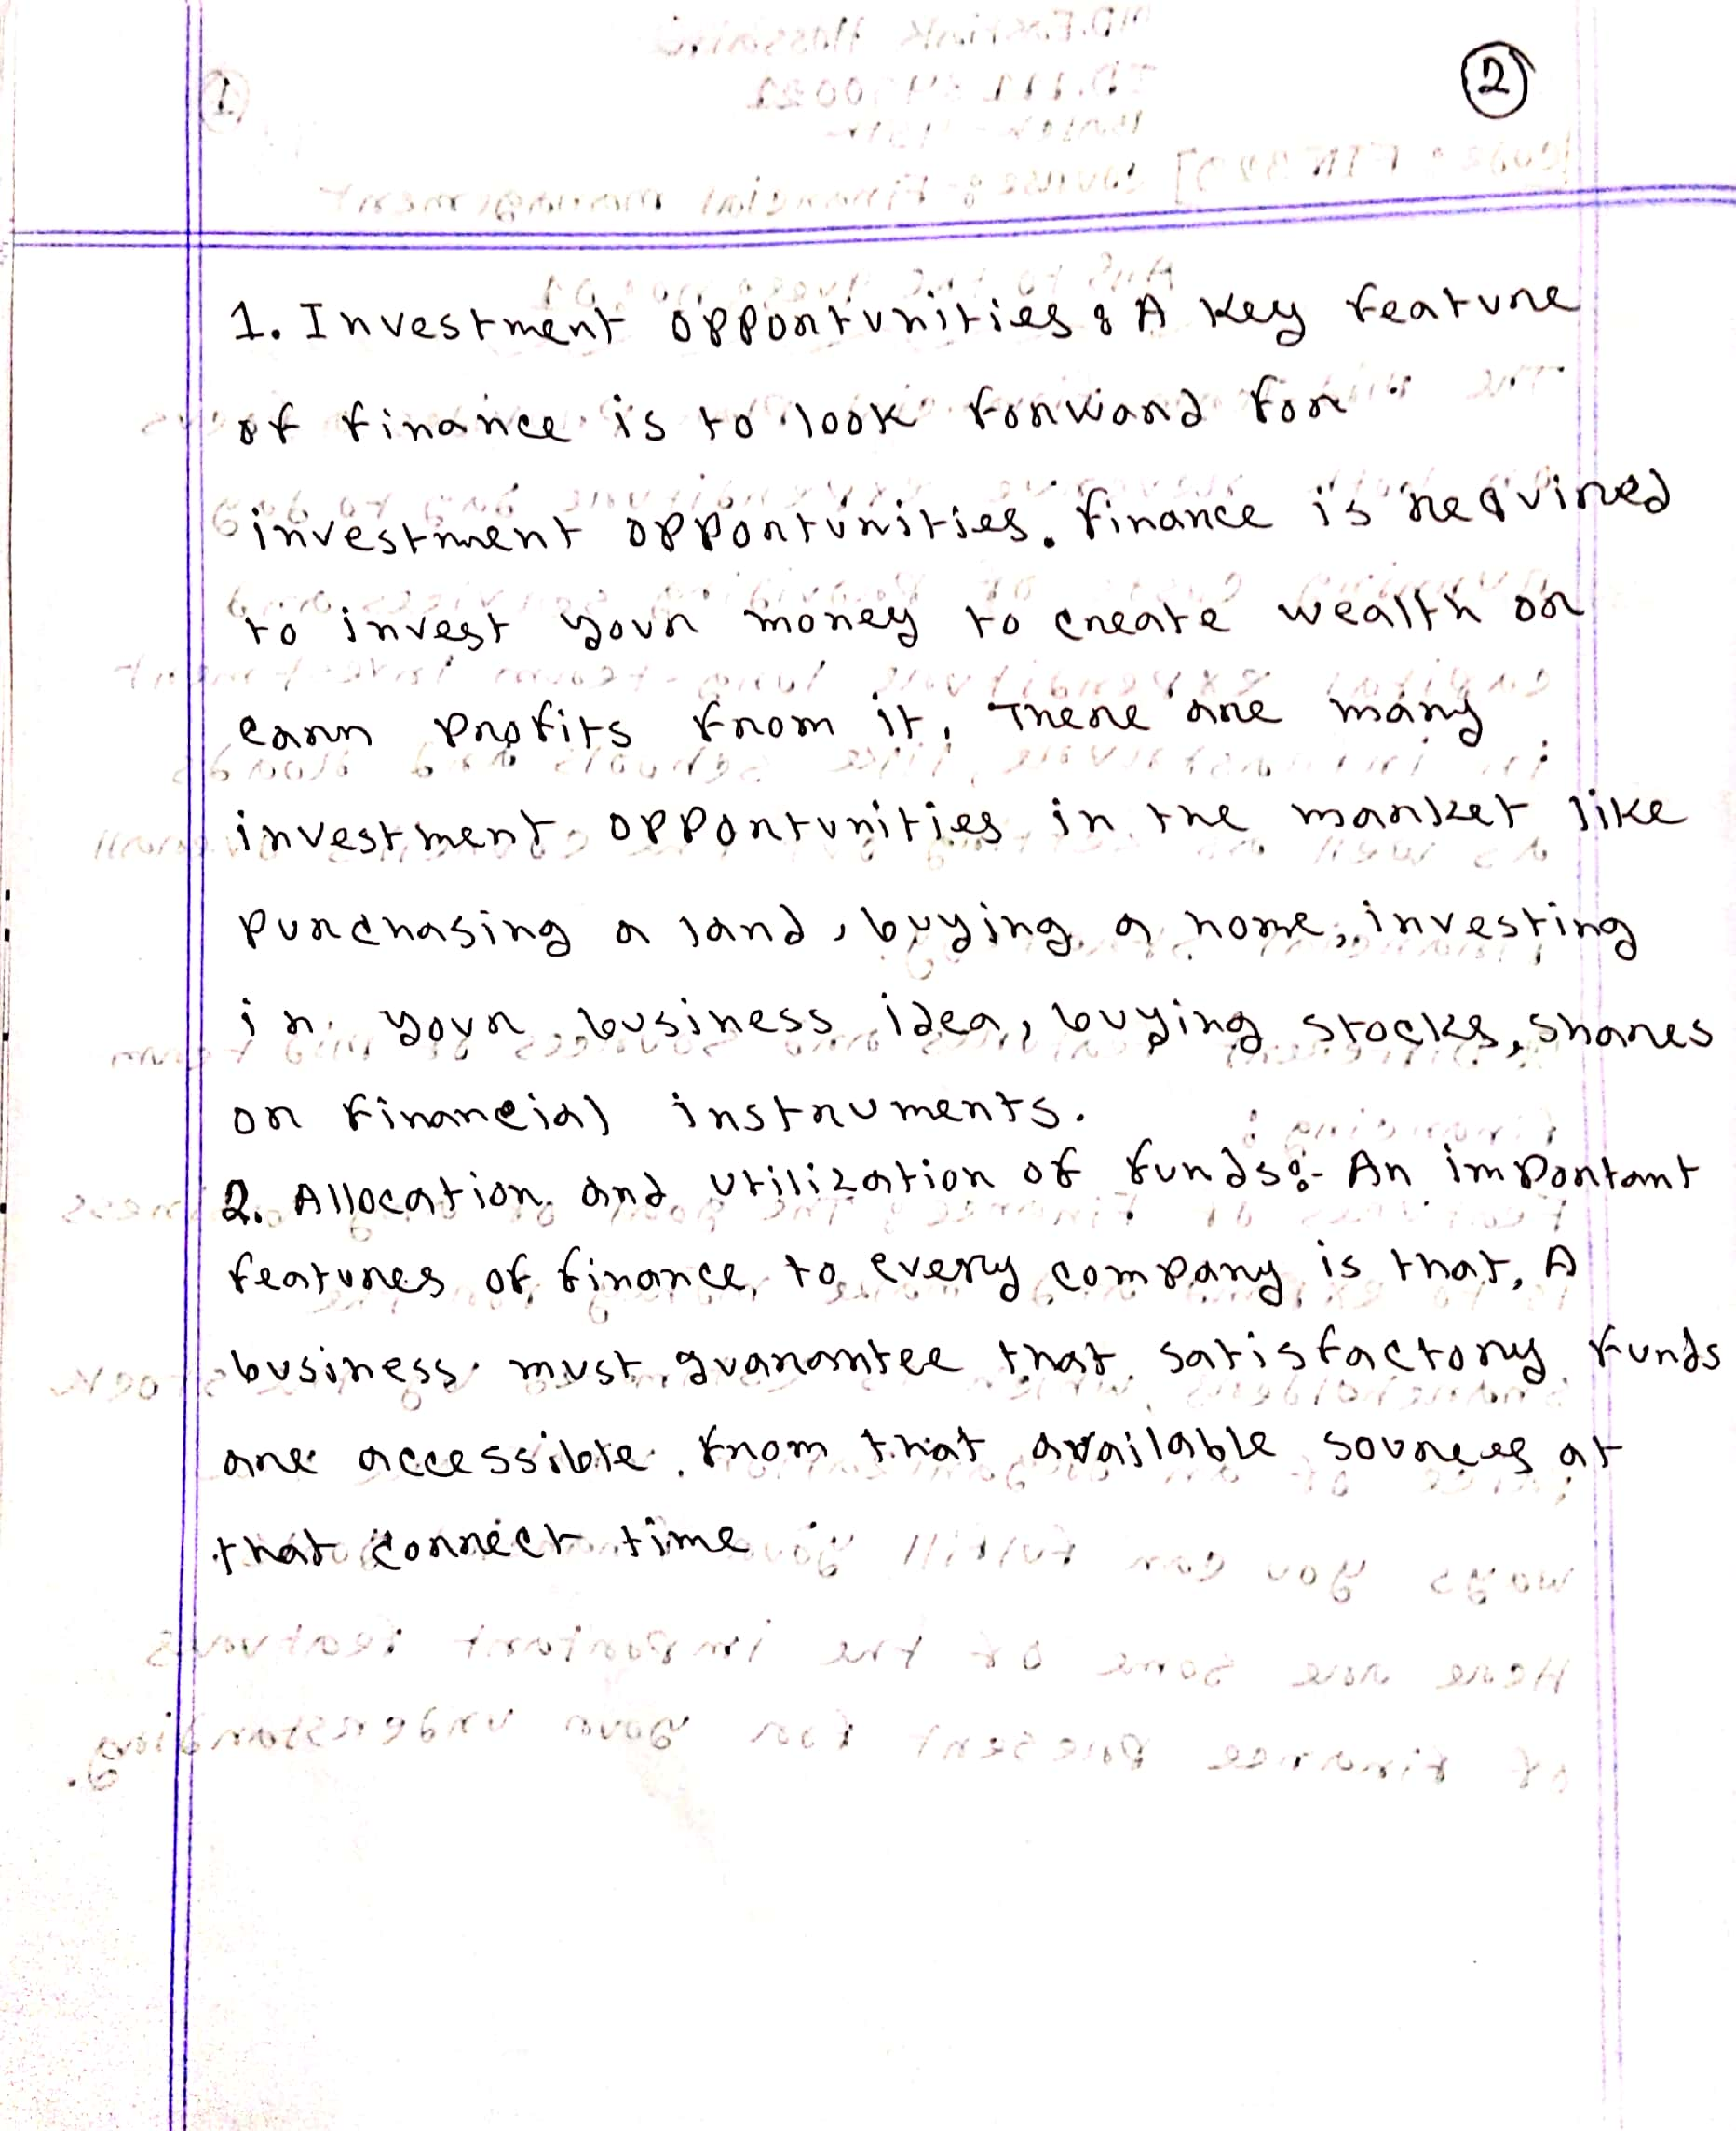 2
1. Investment opportunities : A key feature
of finance is to look forward for
investment opportunities. finance is required
to invest your money to create wealth or
earn profits from it, There are many
investment opportunities in the market like
purchasing a land, buying a home, investing
in your business idea, buying stocks, shares
or financial instruments.
2. Allocation and utilization of funds:- An important
features of finance to every company is that, A
business must guarantee that satisfactory funds
are accessible from that available sources at
that correct time